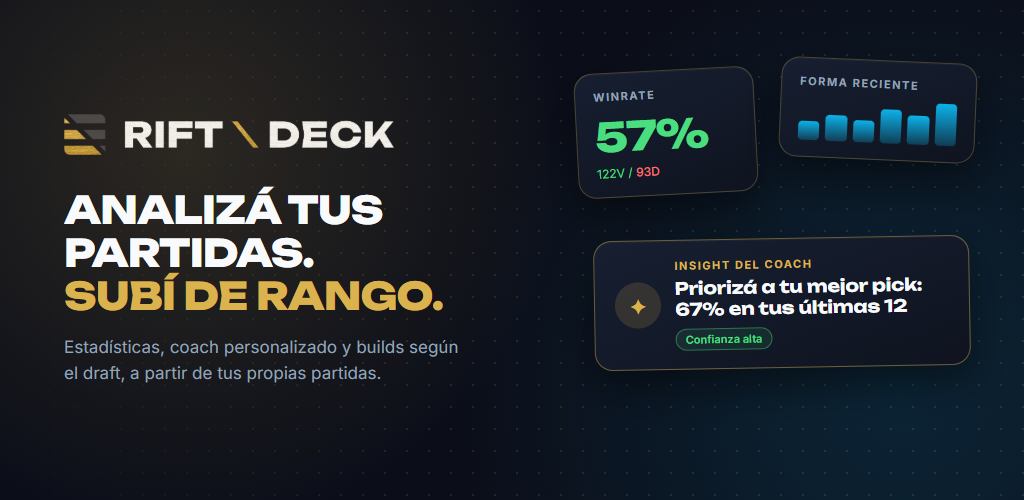 RIFT \ DECK
ANALIZÁ TUS
PARTIDAS.
SUBÍ DE RANGO.
Estadísticas, coach personalizado y builds según
el draft, a partir de tus propias partidas.
WINRATE
57%
122V / 93D
FORMA RECIENTE
INSIGHT DEL COACH
Priorizá a tu mejor pick:
67% en tus últimas 12
Confianza alta